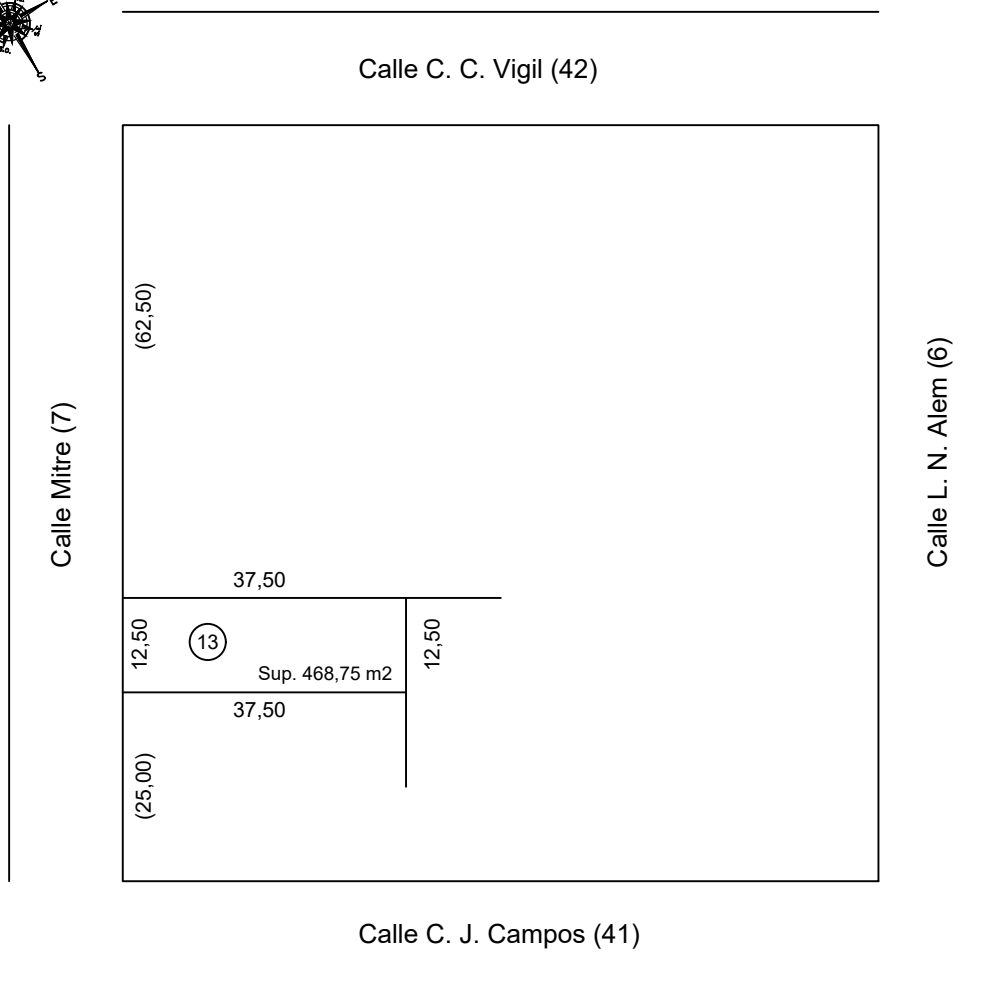 S
Calle C. C. Vigil (42)
(62,50)
Calle Mitre (7)
Calle L. N. Alem (6)
37,50
12,50
13
12,50
Sup. 468,75 m2
37,50
(25,00)
Calle C. J. Campos (41)